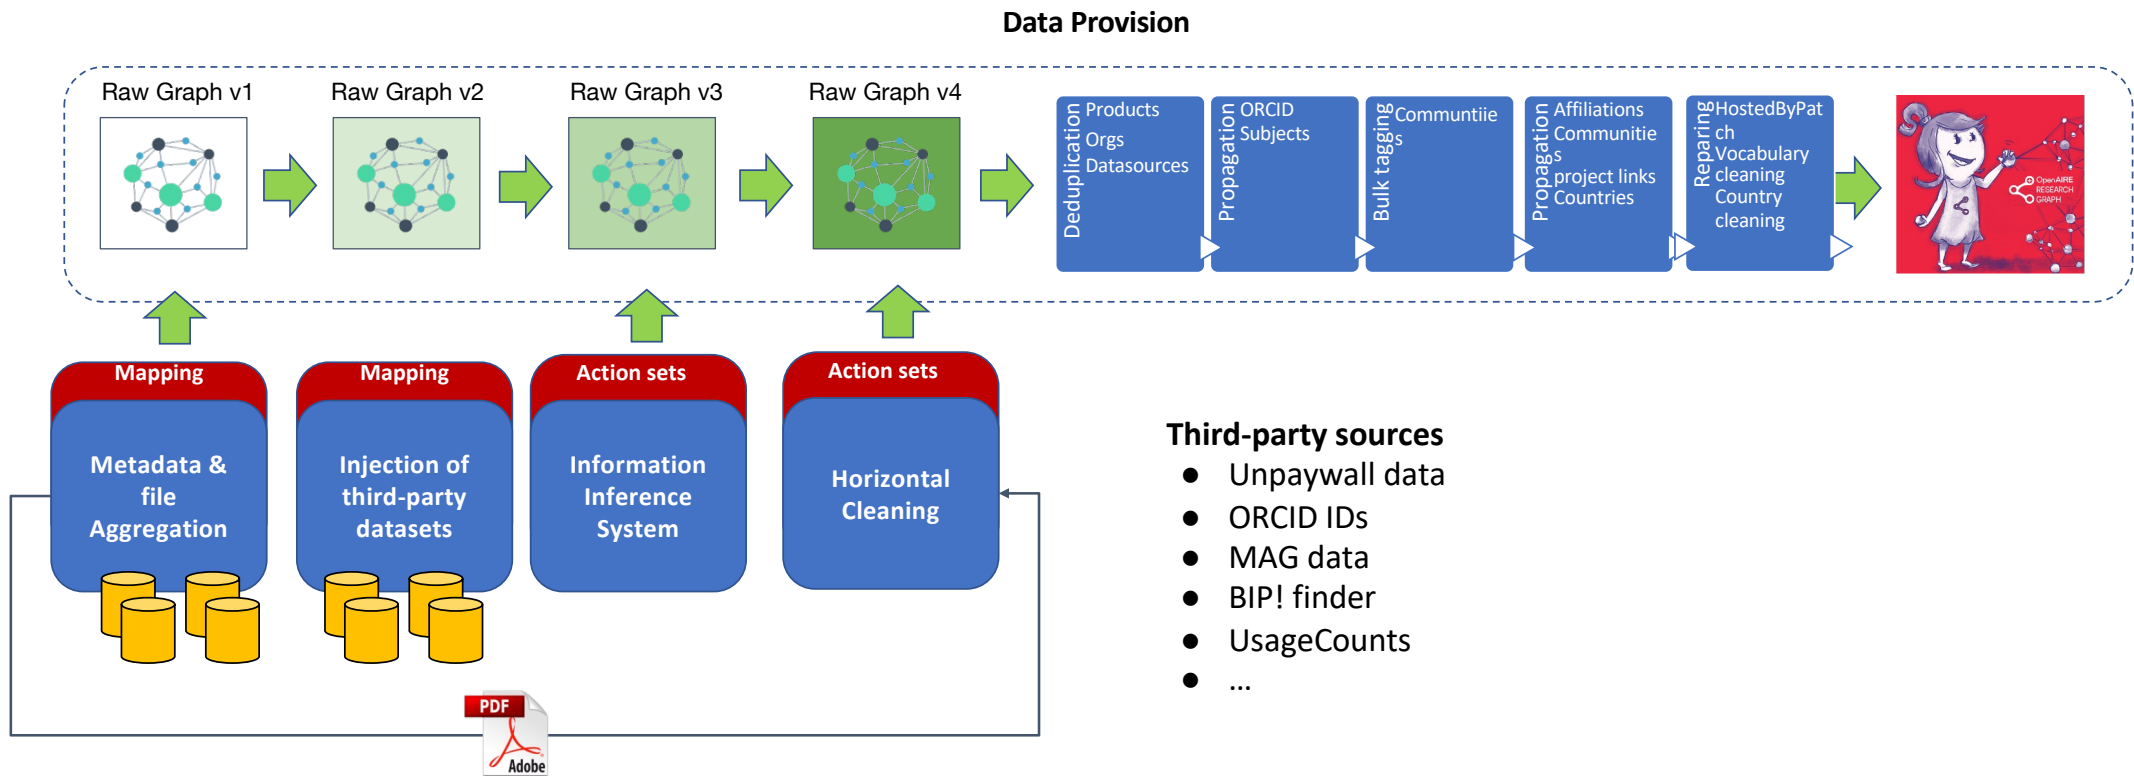 Data Provision
Raw Graph v1
Raw Graph v2
Raw Graph v3
Raw Graph v4
Deduplication
Products
Orgs
Datasources
Propagation
ORCID
Subjects
Bulk tagging
Communtiie
s
Propagation
Affiliations
Communitie
s
project links
Countries
Reparing
HostedByPat
ch
Vocabulary
cleaning
Country
cleaning
OpenAIRE
RESEARCH
GRAPH
Mapping
Metadata &
file
Aggregation
Mapping
Injection of
third-party
datasets
Action sets
Information
Inference
System
Action sets
Horizontal
Cleaning
Third-party sources
● Unpaywall data
● ORCID IDs
● MAG data
● BIP! finder
● UsageCounts
● ...
PDF
Adobe